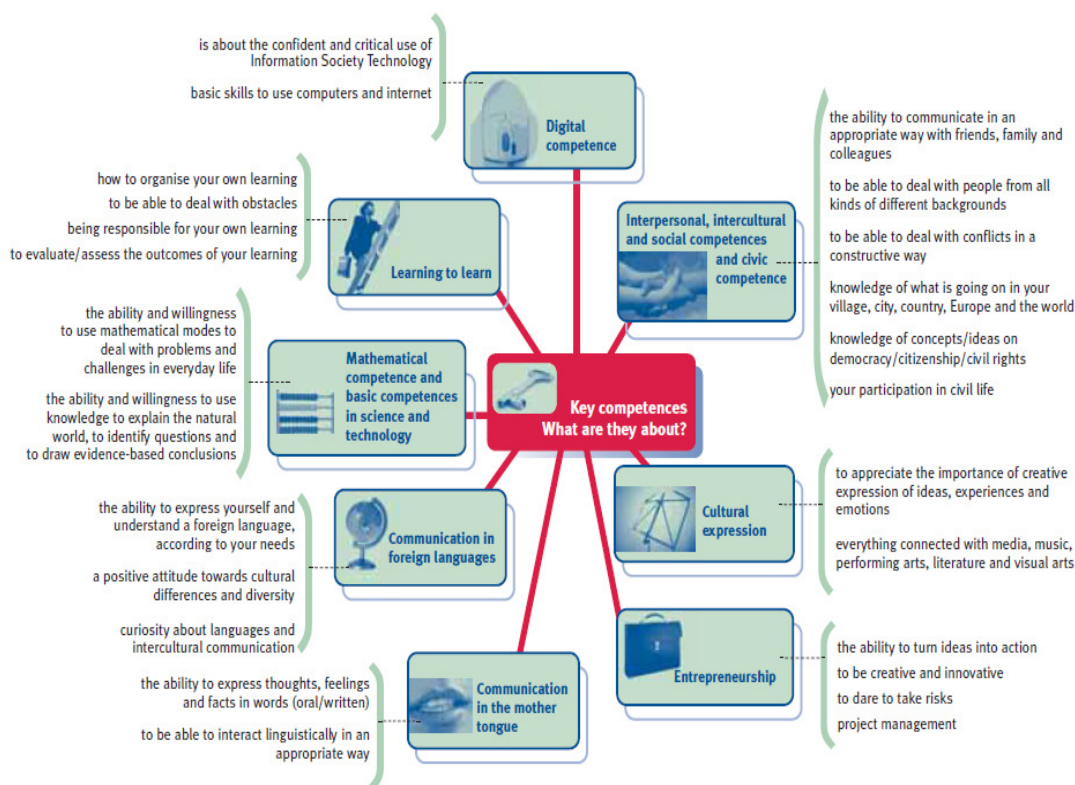 is about the confident and critical use of
Information Society Technology
basic skills to use computers and internet
Digital
competence
how to organise your own learning
to be able to deal with obstacles
being responsible for your own learning
to evaluate/assess the outcomes of your learning
Learning to learn
the ability to communicate in an
appropriate way with friends, family and
colleagues
to be able to deal with people from all
kinds of different backgrounds
to be able to deal with conflicts in a
constructive way
knowledge of what is going on in your
village, city, country, Europe and the world
knowledge of concepts/ideas on
democracy/citizenship/civil rights
your participation in civil life
Interpersonal, intercultural
and social competences
and civic
competence
the ability and willingness
to use mathematical modes to
deal with problems and
challenges in everyday life
the ability and willingness to use
knowledge to explain the natural
world, to identify questions and
to draw evidence-based conclusions
Mathematical
competence and
basic competences
in science and
technology
Key competences
What are they about?
the ability to express yourself and
understand a foreign language,
according to your needs
a positive attitude towards cultural
differences and diversity
curiosity about languages and
intercultural communication
Communication in
foreign languages
Cultural
expression
to appreciate the importance of creative
expression of ideas, experiences and
emotions
everything connected with media, music,
performing arts, literature and visual arts
the ability to express thoughts, feelings
and facts in words (oral/written)
to be able to interact linguistically in an
appropriate way
Communication
in the mother
tongue
Entrepreneurship
the ability to turn ideas into action
to be creative and innovative
to dare to take risks
project management